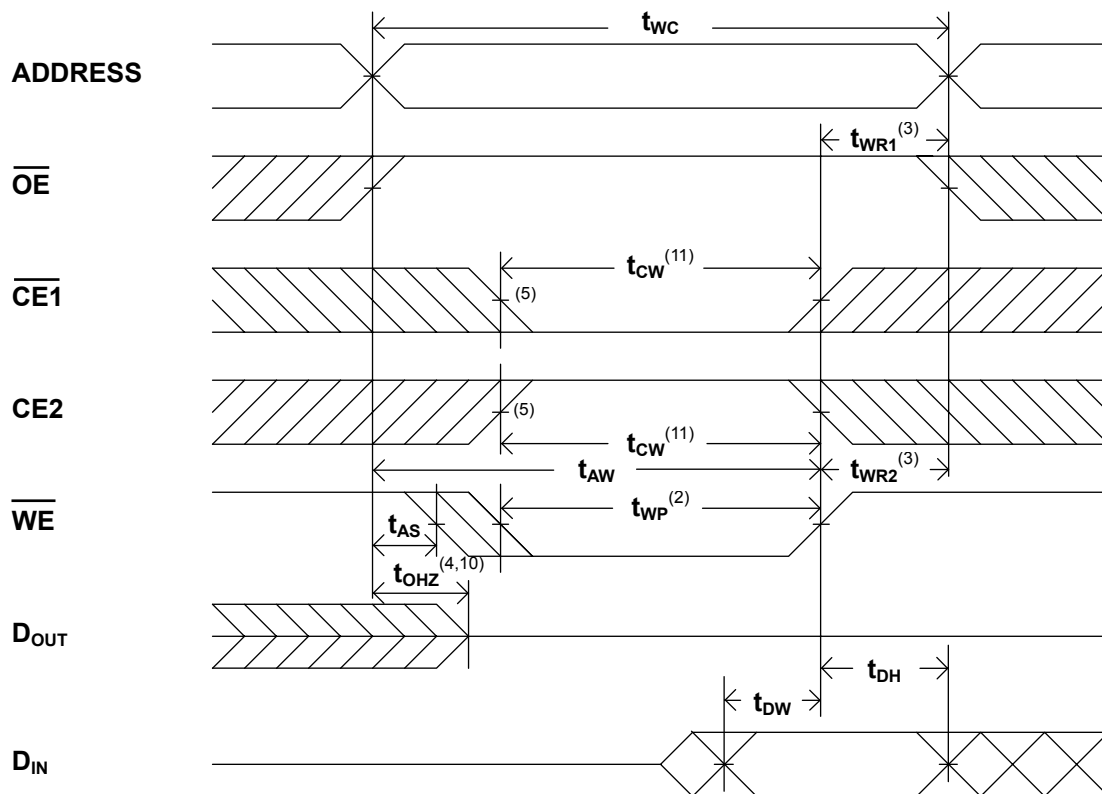 tWC
ADDRESS
tWR1(3)
OE
tCW(11)
CE1
(5)
CE2
(5)
tCW(11)
tAW
tWR2(3)
WE
tWP(2)
tAS
tOHZ(4,10)
DOUT
tDH
tDW
DIN